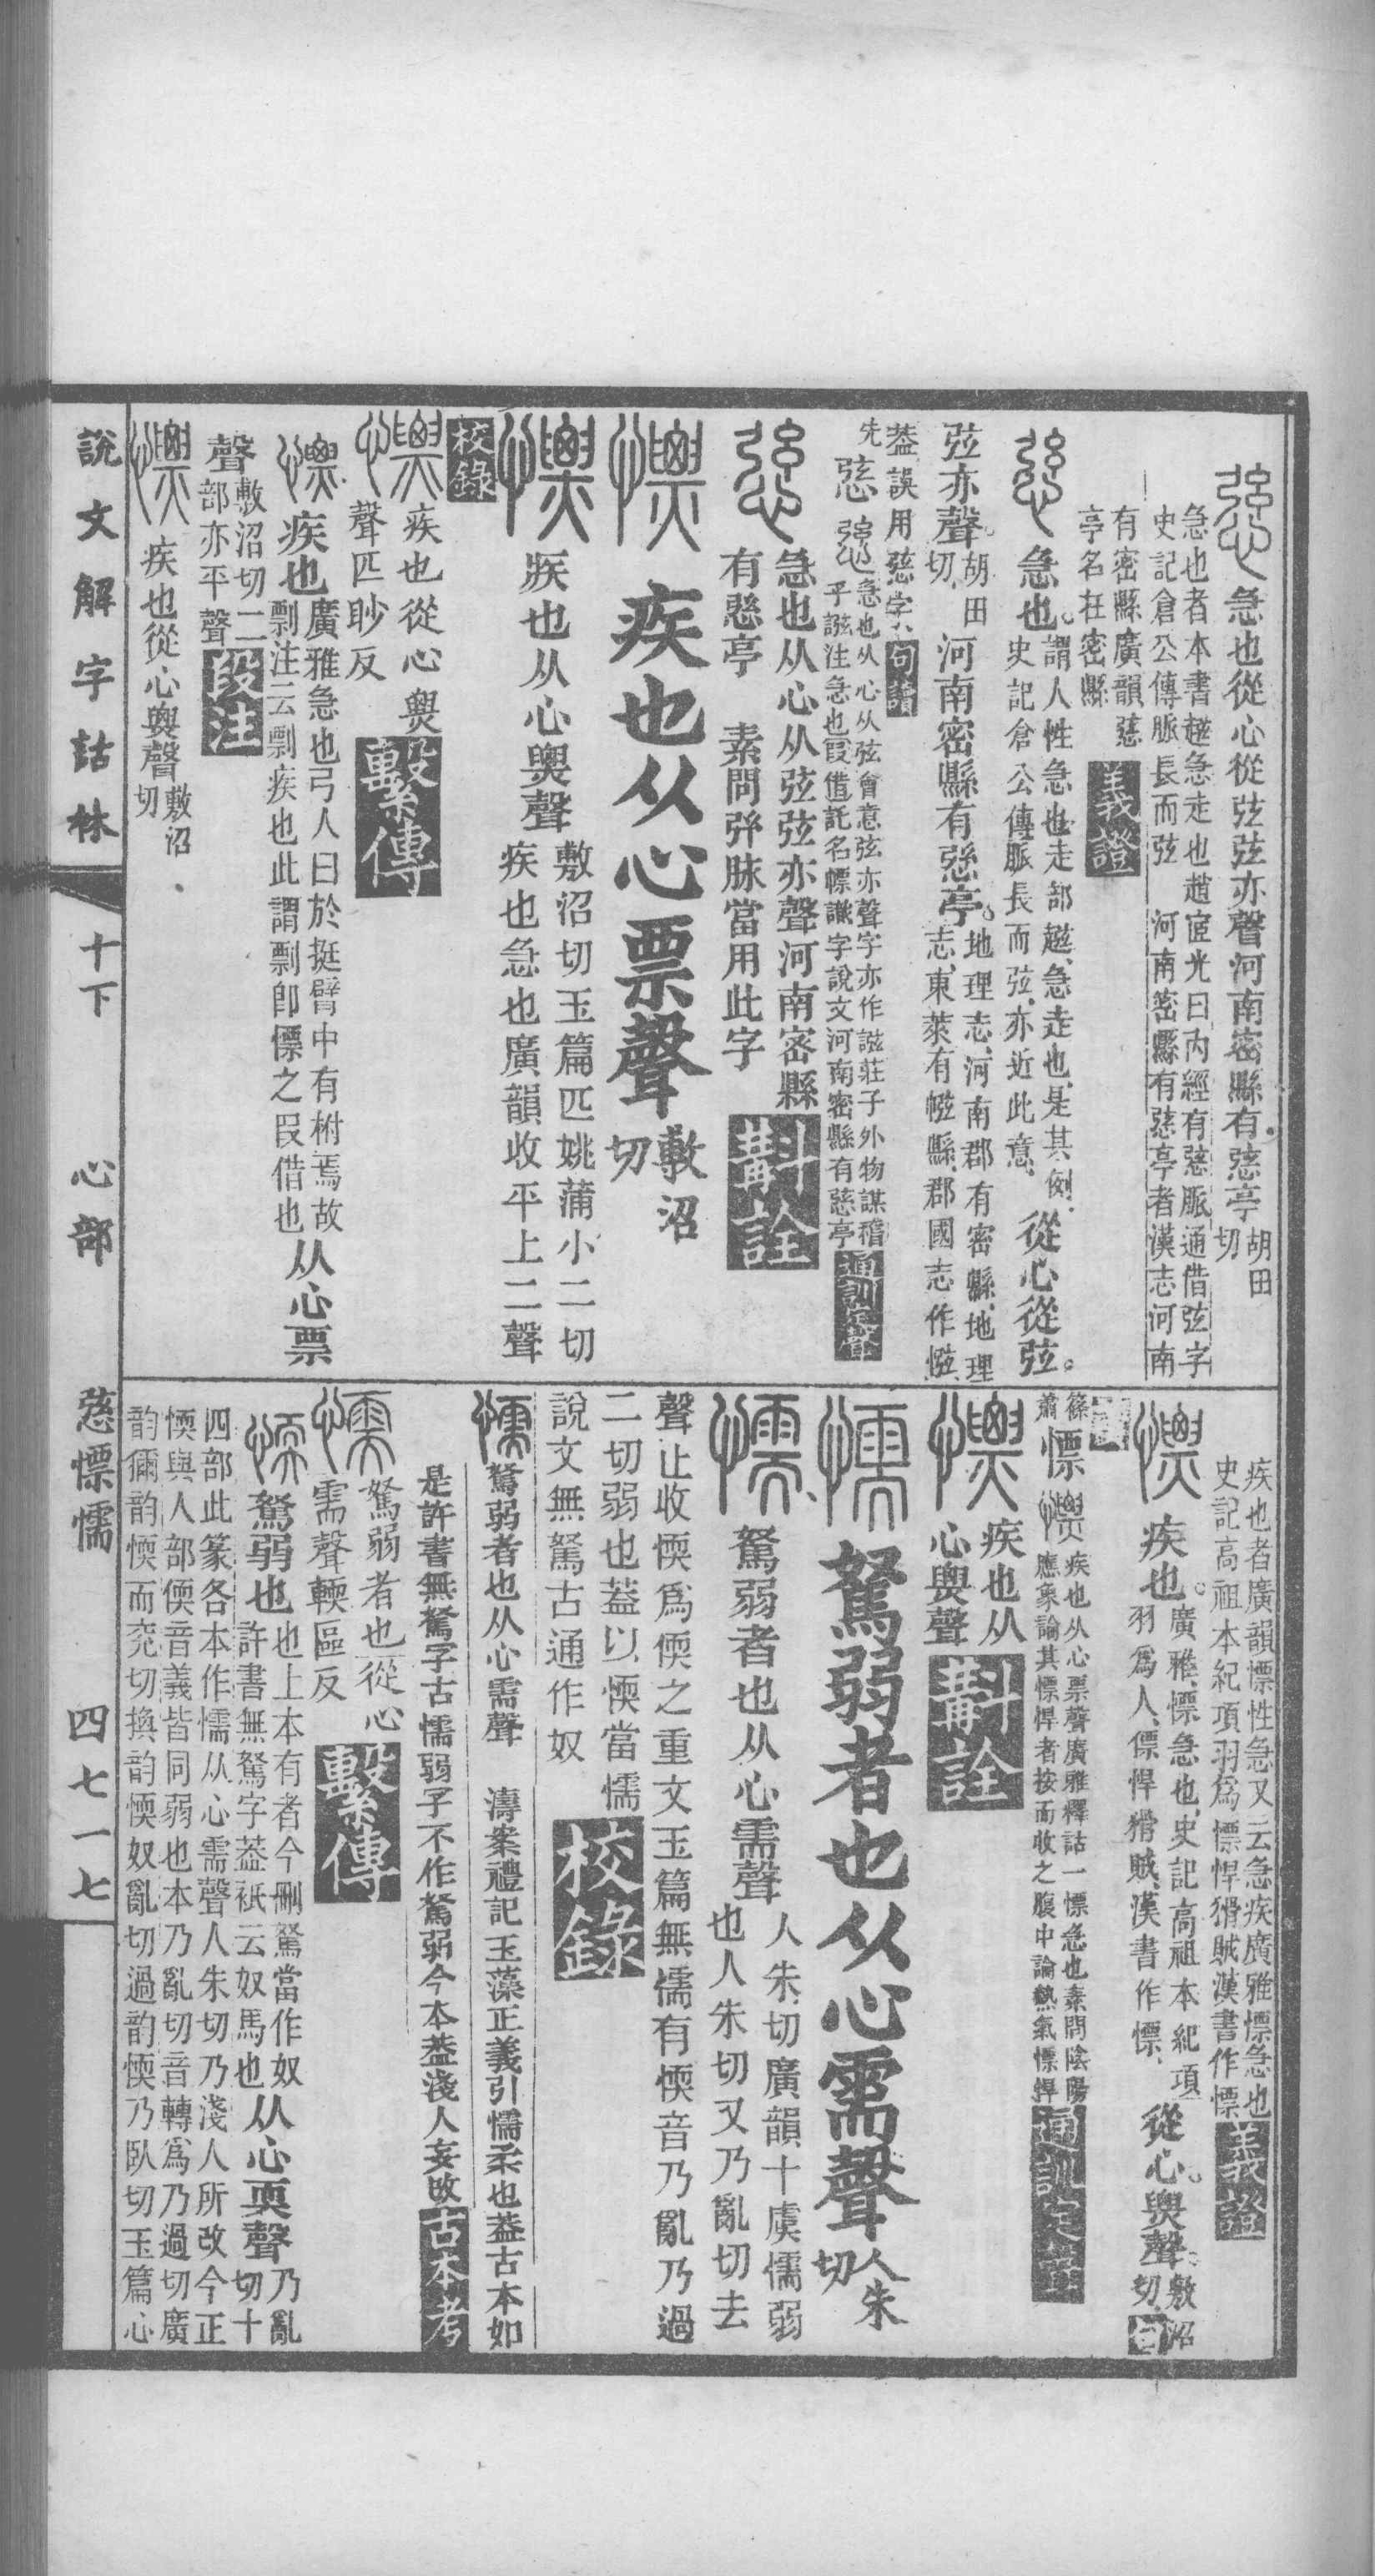 急也從心從弦弦亦聲河南密縣有慈亭胡田切
急也者本書趑急走也趙宧光曰內經有慈脈通借弦字
史記倉公傳脈長而弦 河南密縣有慈亭者漢志河南
有密縣廣韻慈
亭名在密縣 義證
急也。謂人性急也走部趑、急走也、是其例、從心從弦。
史記倉公傳脈長而弦、亦近此意、
弦亦聲。胡田切、河南密縣有慈亭。地理志、河南郡有密縣、地理
志、東萊有㡉縣、郡國志作惤
葢誤用慈字、句讀
先 慈 急也从心从弦會意弦亦聲字亦作誸莊子外物謀稽
乎誸注急也叚借託名幖識字說文河南密縣有慈亭 通訓定聲
急也从心从弦弦亦聲河南密縣
有慈亭 素問弦脉當用此字 斠詮
疾也从心票聲敷沼切
疾也从心㶾聲敷沼切玉篇匹姚蒲小二切
疾也急也廣韻收平上二聲
校錄
疾也從心㶾
聲匹眇反 繫傳
疾也廣雅急也弓人曰於挺臂中有柎焉故
剽注云剽疾也此謂剽卽慓之叚借也从心票
聲敷沼切二部亦平聲 段注
疾也從心㶾聲敷沼切
疾也者廣韻慓性急又云急疾廣雅慓急也
史記高祖本紀項羽爲慓悍猾賊漢書作慓 義證
疾也。廣雅、慓急也、史記高祖本紀項
羽爲人、僄悍猾賊、漢書作慓、從心。㶾聲、敷沼切、句
篠 蕭 慓 疾也从心票聲廣雅釋詁一慓急也素問陰陽
應象論其慓悍者按而收之腹中論熱氣慓悍 通訓定聲
疾也从
心㶾聲 斠詮
駑弱者也从心需聲人朱切
駑弱者也从心需聲人朱切廣韻十虞懦弱
也人朱切又乃亂切去
聲止收愞爲偄之重文玉篇無懦有愞音乃亂乃過
二切弱也葢以愞當懦
說文無駑古通作奴 校錄
駑弱者也从心需聲 濤案禮記玉藻正義引懦柔也葢古本如
是許書無駑字古懦弱字不作駑弱今本葢淺人妄改 古本考
駑弱者也從心
需聲輭區反 繫傳
駑弱也也上本有者今刪駑當作奴
許書無駑字葢衹云奴馬也从心耎聲乃亂切十
四部此篆各本作懦从心需聲人朱切乃淺人所改今正
愞與人部偄音義皆同弱也本乃亂切音轉爲乃過切廣
韵獮韵愞而兖切換韵愞奴亂切過韵愞乃臥切玉篇心
說文解字詁林 十下 心部 慈慓懦 四七一七